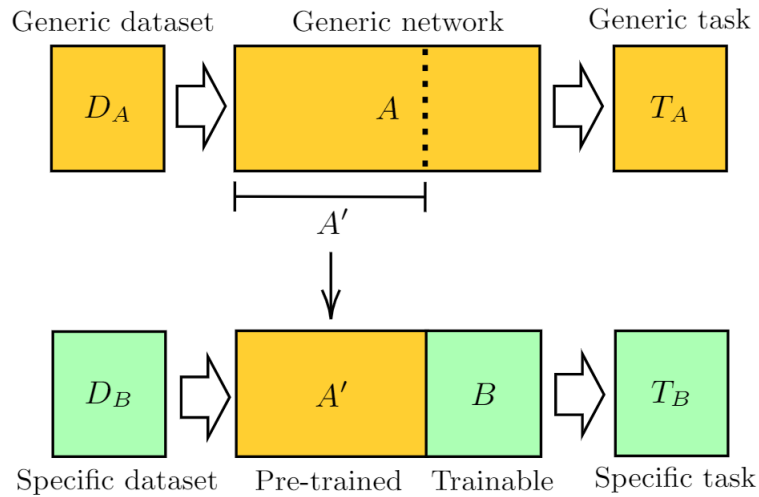 Generic dataset
Generic network
Generic task
D_A
A
T_A
A′
D_B
A′
B
T_B
Specific dataset
Pre-trained
Trainable
Specific task